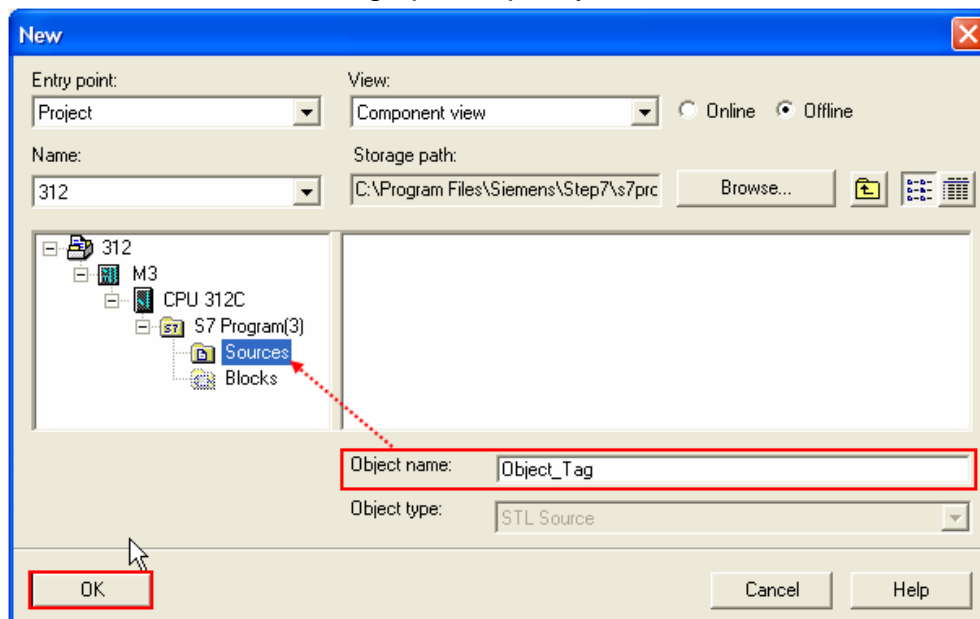 New
Entry point:
View:
Project
Component view
Online
Offline
Name:
Storage path:
312
C:\Program Files\Siemens\Step7\s7prc
Browse...
312
M3
CPU 312C
S7 Program(3)
Sources
Blocks
Object name:
Object_Tag
Object type:
STL Source
OK
Cancel
Help